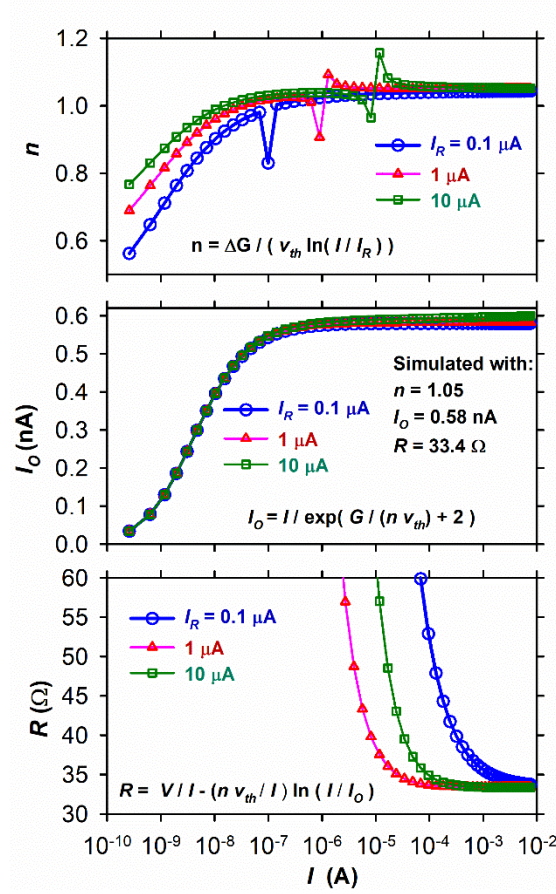 1.2
1.0
0.8
0.6
n
I_R = 0.1 μA
1 μA
10 μA
n = ΔG / ( v_th ln( I / I_R ) )
0.6
0.5
0.4
0.3
0.2
0.1
0.0
I_O (nA)
Simulated with:
n = 1.05
I_O = 0.58 nA
R = 33.4 Ω
I_R = 0.1 μA
1 μA
10 μA
I_O = I / exp( G / (n v_th) + 2 )
60
55
50
45
40
35
30
R (Ω)
I_R = 0.1 μA
1 μA
10 μA
R = V / I - (n v_th / I ) ln ( I / I_O )
10⁻¹⁰ 10⁻⁹ 10⁻⁸ 10⁻⁷ 10⁻⁶ 10⁻⁵ 10⁻⁴ 10⁻³ 10⁻²
I (A)